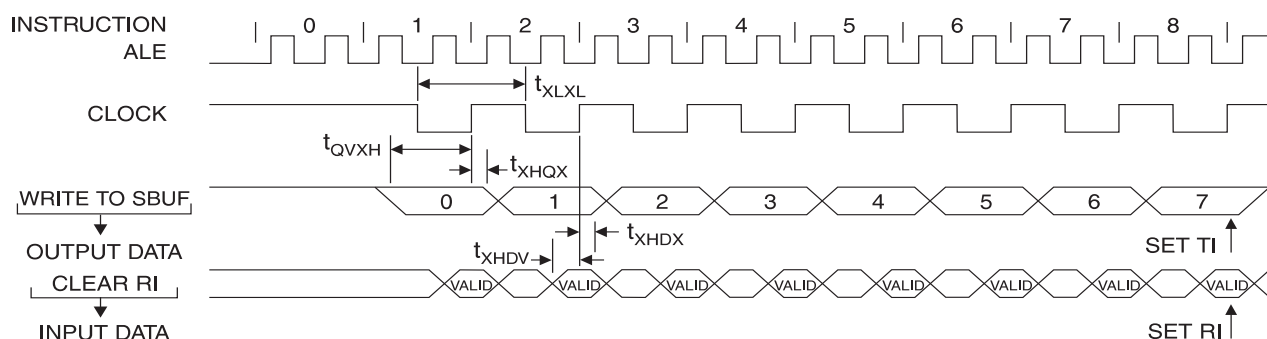 INSTRUCTION
0 1 2 3 4 5 6 7 8
ALE
tXLXL
CLOCK
tQVXH
tXHQX
WRITE TO SBUF
0 1 2 3 4 5 6 7
tXHDX
OUTPUT DATA
SET TI
tXHDV
CLEAR RI
VALID VALID VALID VALID VALID VALID VALID VALID
INPUT DATA
SET RI